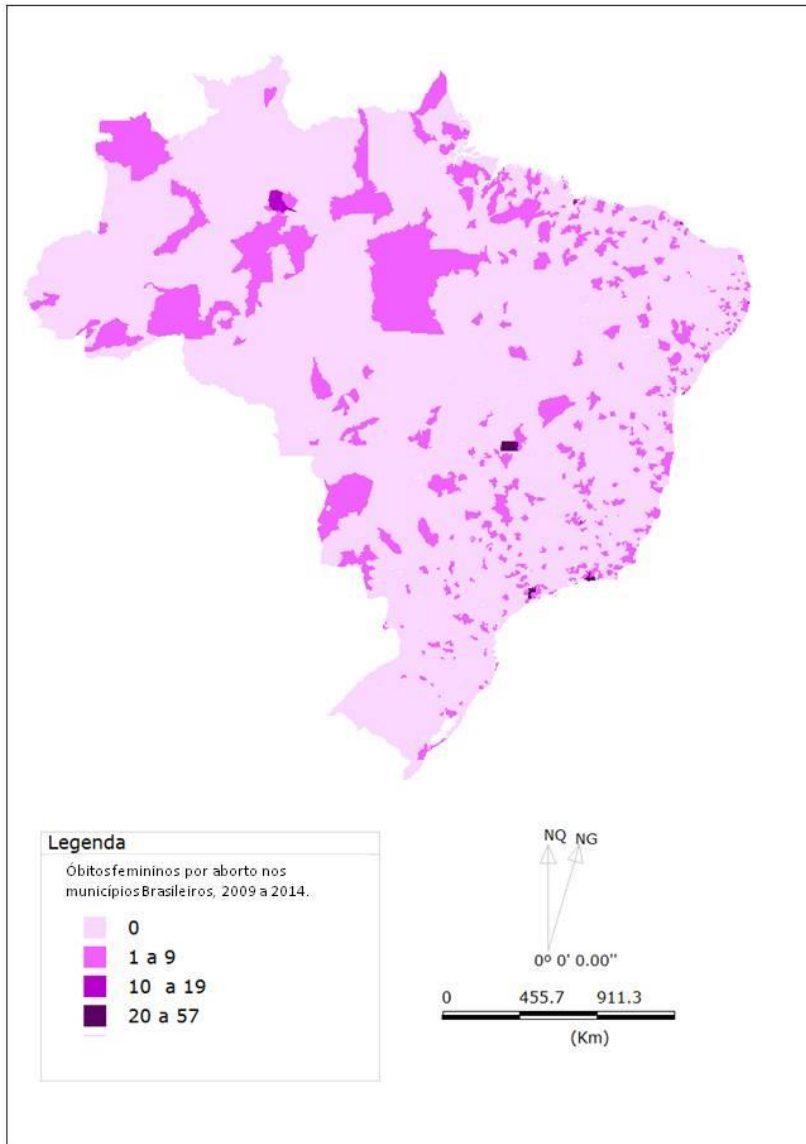 Legenda
Óbitosfemininos por aborto nos
municípiosBrasileiros, 2009 a 2014.
0
1 a 9
10 a 19
20 a 57
NQ NG
0º 0' 0.00"
0 455.7 911.3
(Km)